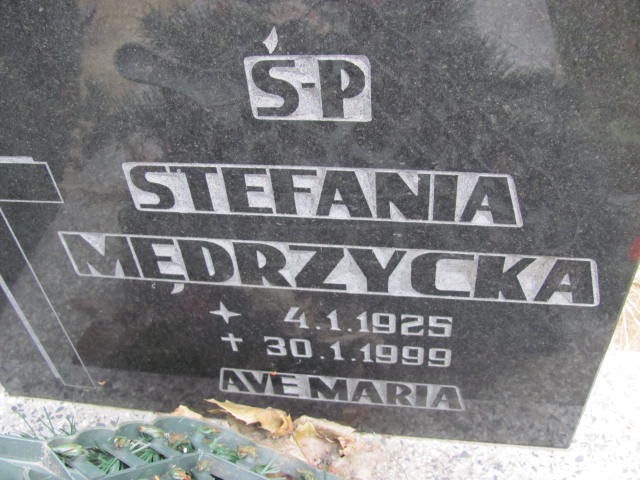 Ś-P
STEFANIA
MĘDRZYCKA
4.1.1925
30.1.1999
AVE MARIA